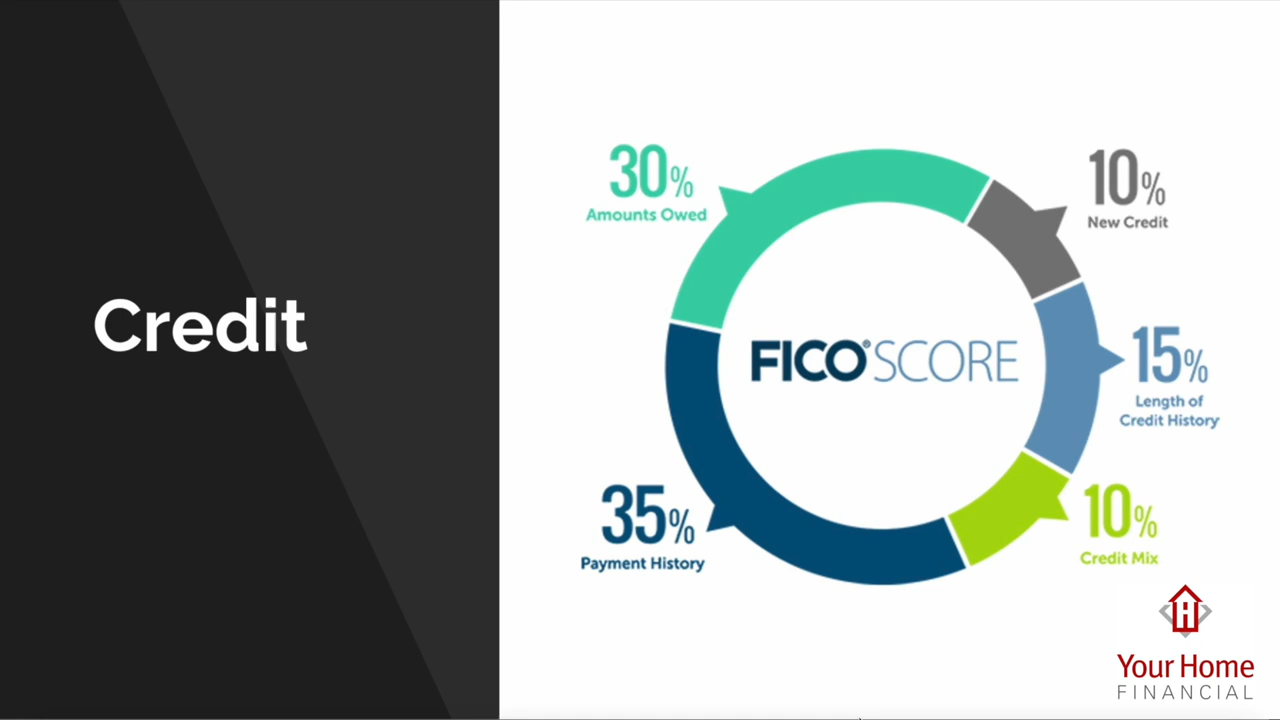 Credit
30%
Amounts Owed
10%
New Credit
FICO® SCORE
15%
Length of
Credit History
35%
Payment History
10%
Credit Mix
Your Home
FINANCIAL